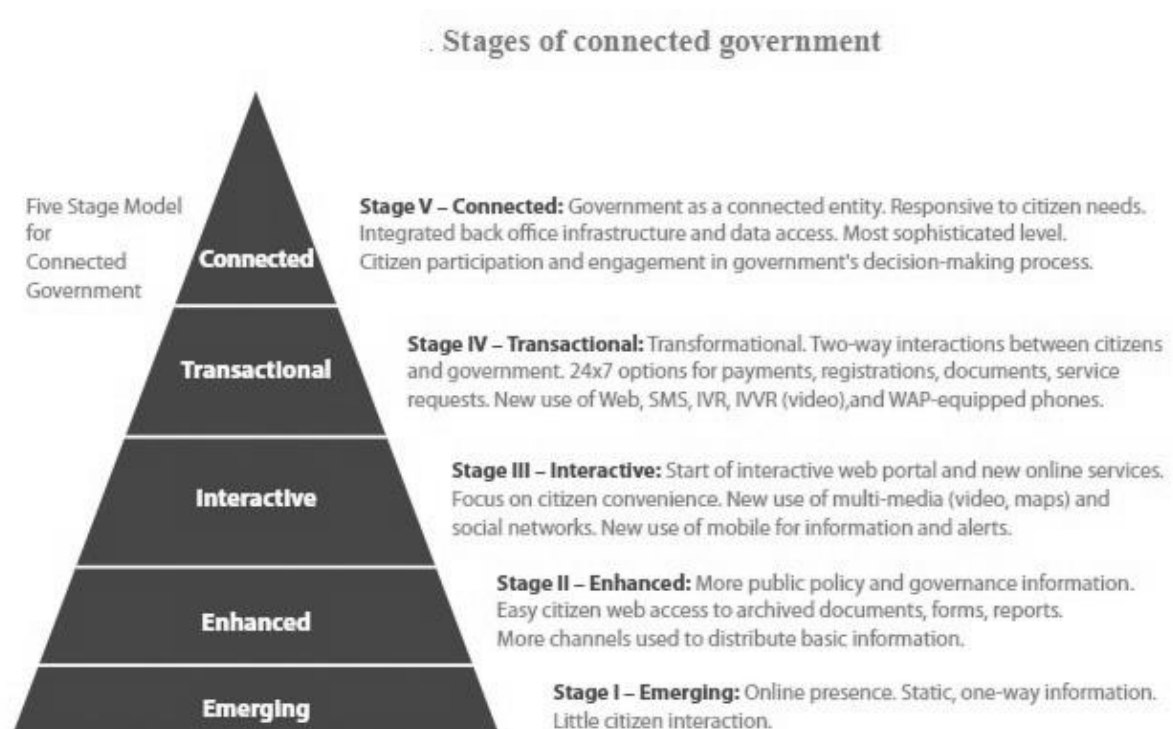 . Stages of connected government
Five Stage Model
for
Connected
Government
Connected
Stage V – Connected: Government as a connected entity. Responsive to citizen needs.
Integrated back office infrastructure and data access. Most sophisticated level.
Citizen participation and engagement in government's decision-making process.
Transactional
Stage IV – Transactional: Transformational. Two-way interactions between citizens
and government. 24x7 options for payments, registrations, documents, service
requests. New use of Web, SMS, IVR, IVVR (video),and WAP-equipped phones.
Interactive
Stage III – Interactive: Start of interactive web portal and new online services.
Focus on citizen convenience. New use of multi-media (video, maps) and
social networks. New use of mobile for information and alerts.
Enhanced
Stage II – Enhanced: More public policy and governance information.
Easy citizen web access to archived documents, forms, reports.
More channels used to distribute basic information.
Emerging
Stage I – Emerging: Online presence. Static, one-way information.
Little citizen interaction.